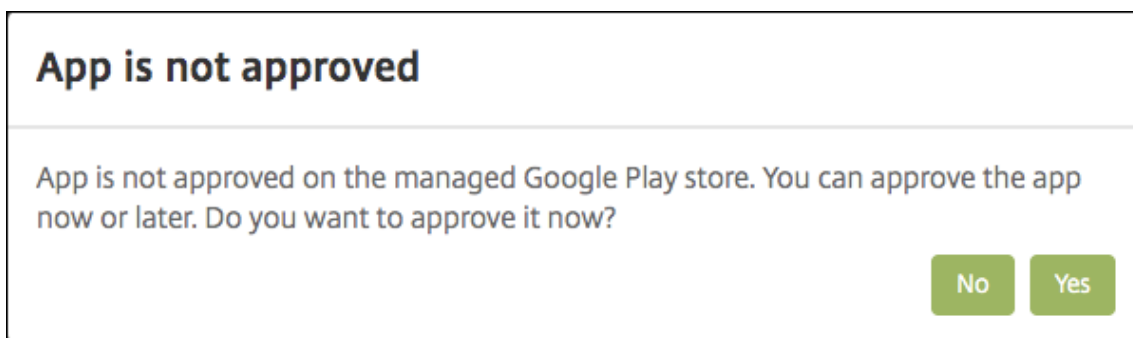 App is not approved
App is not approved on the managed Google Play store. You can approve the app
now or later. Do you want to approve it now?
No Yes